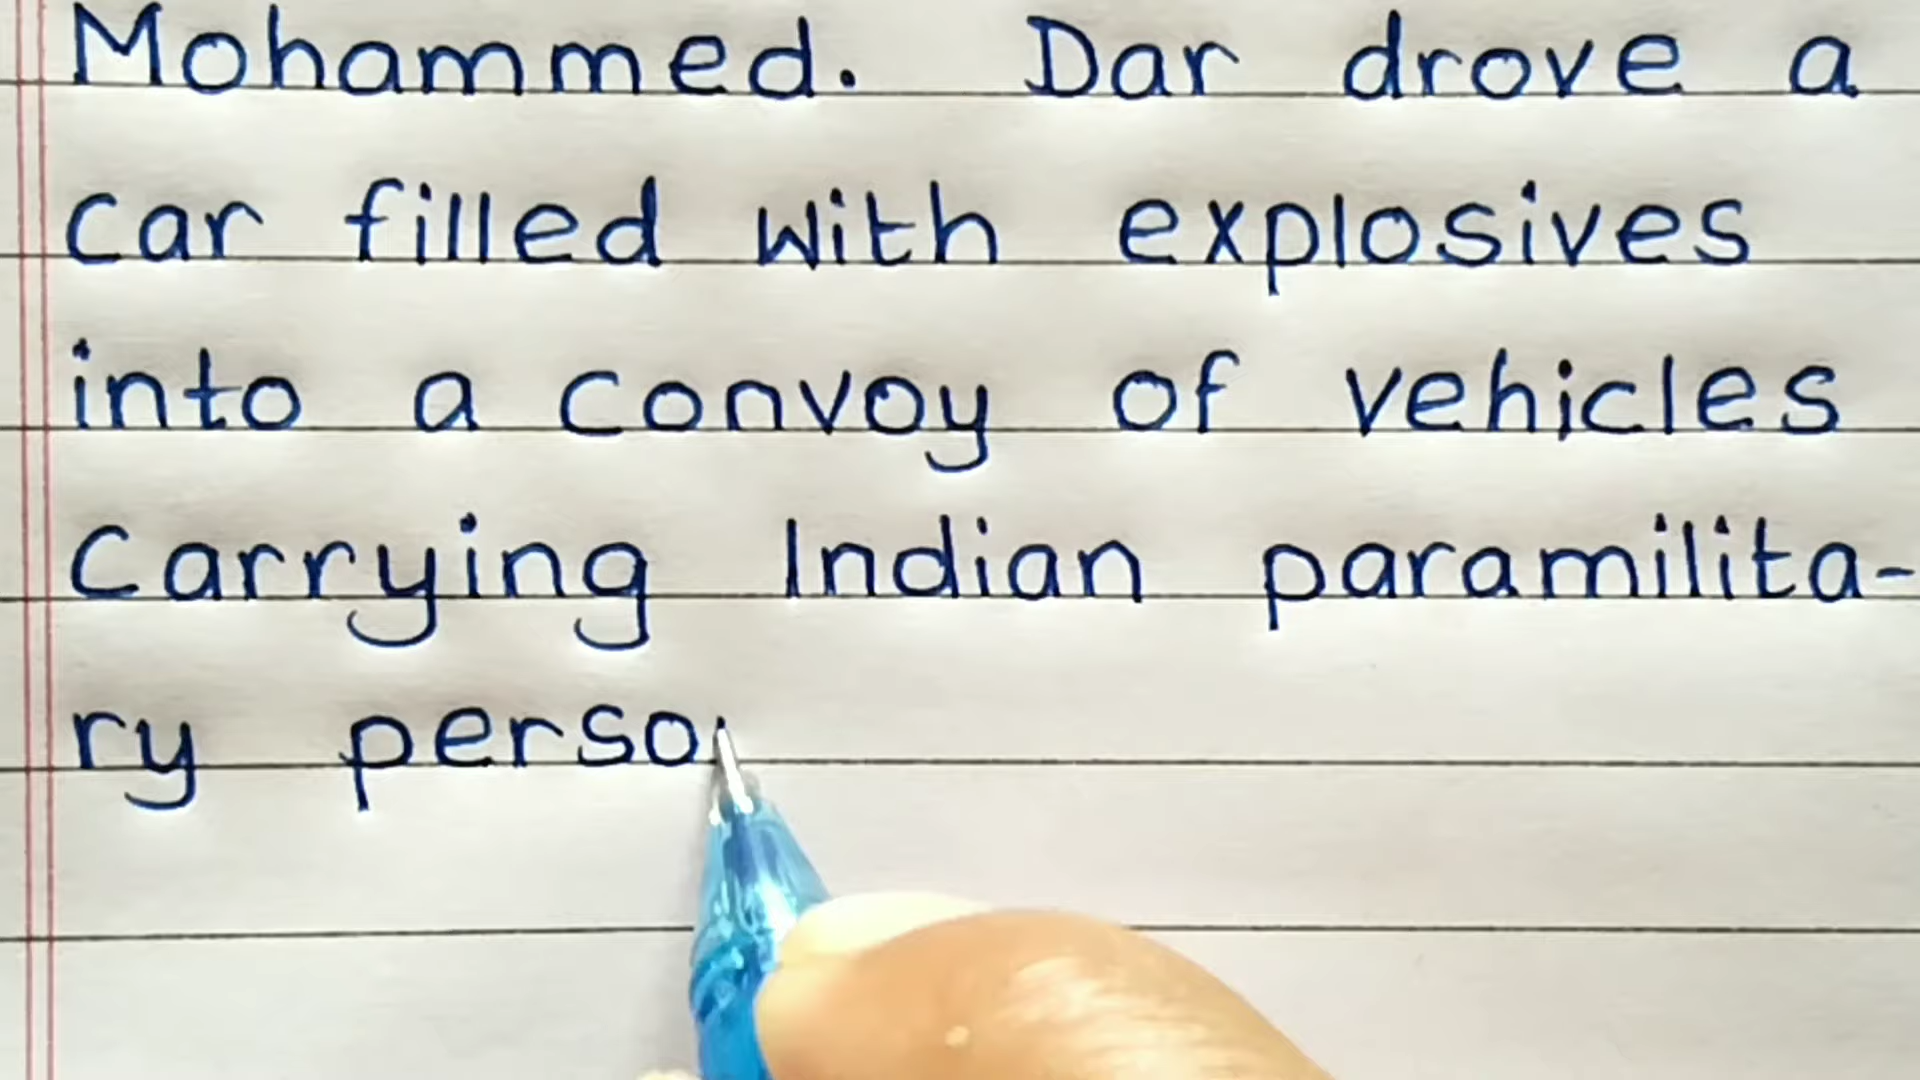 Mohammed. Dar drove a
car filled with explosives
into a convoy of vehicles
Carrying Indian paramilita-
ry perso